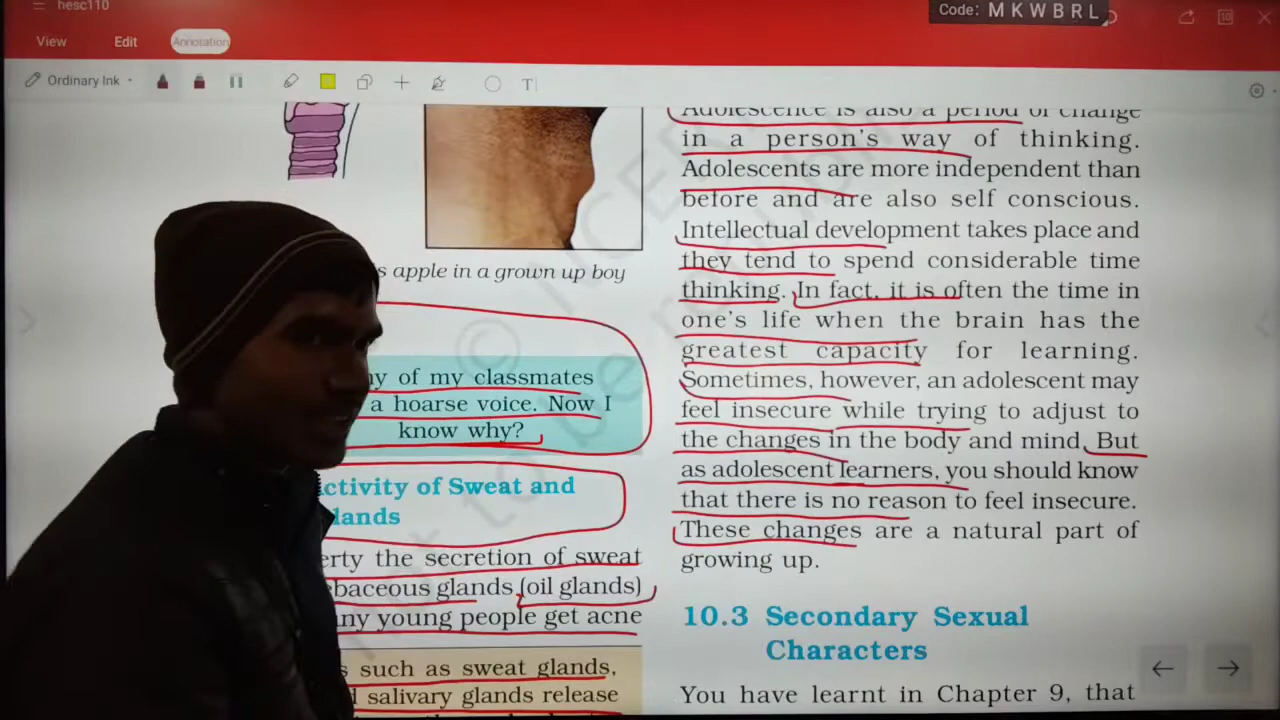 hesc110
Code: MKWBRL
View Edit Annotation
Ordinary Ink
T
s apple in a grown up boy
y of my classmates
a hoarse voice. Now I
know why?
ctivity of Sweat and
lands
erty the secretion of sweat
baceous glands (oil glands)
ny young people get acne
s such as sweat glands,
salivary glands release
Adolescence is also a period of change
in a person's way of thinking.
Adolescents are more independent than
before and are also self conscious.
Intellectual development takes place and
they tend to spend considerable time
thinking. In fact, it is often the time in
one's life when the brain has the
greatest capacity for learning.
Sometimes, however, an adolescent may
feel insecure while trying to adjust to
the changes in the body and mind. But
as adolescent learners, you should know
that there is no reason to feel insecure.
These changes are a natural part of
growing up.
10.3 Secondary Sexual
Characters
You have learnt in Chapter 9, that